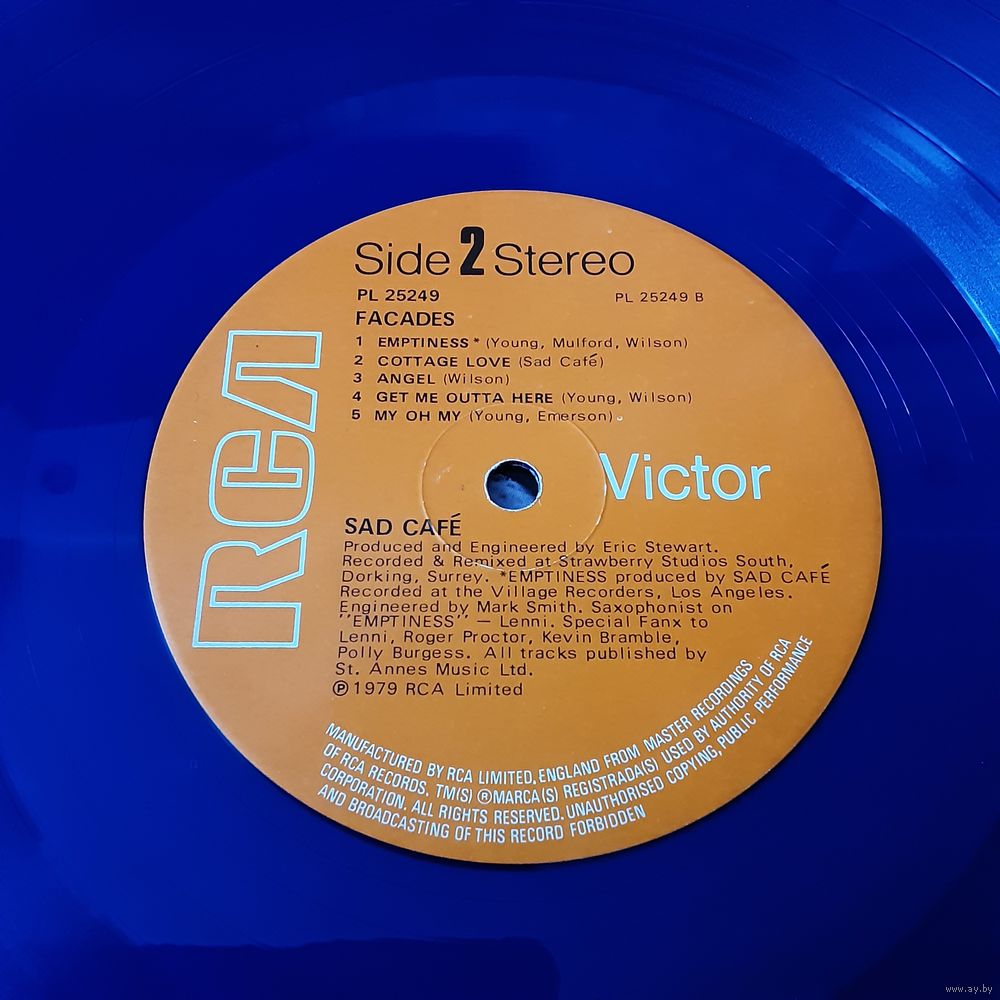 Side 2 Stereo
PL 25249 PL 25249 B
FACADES
1 EMPTINESS* (Young, Mulford, Wilson)
2 COTTAGE LOVE (Sad Café)
3 ANGEL (Wilson)
4 GET ME OUTTA HERE (Young, Wilson)
5 MY OH MY (Young, Emerson)
RCA
Victor
SAD CAFÉ
Produced and Engineered by Eric Stewart.
Recorded & Remixed at Strawberry Studios South,
Dorking, Surrey. *EMPTINESS produced by SAD CAFÉ
Recorded at the Village Recorders, Los Angeles.
Engineered by Mark Smith. Saxophonist on
"EMPTINESS" — Lenni. Special Fanx to
Lenni, Roger Proctor, Kevin Bramble,
Polly Burgess. All tracks published by
St. Annes Music Ltd.
℗ 1979 RCA Limited
MANUFACTURED BY RCA LIMITED, ENGLAND FROM MASTER RECORDINGS
OF RCA RECORDS. TM(S) ® MARCA(S) REGISTRADA(S) USED BY AUTHORITY OF RCA
CORPORATION. ALL RIGHTS RESERVED. UNAUTHORISED COPYING, PUBLIC PERFORMANCE
AND BROADCASTING OF THIS RECORD FORBIDDEN
www.ay.by